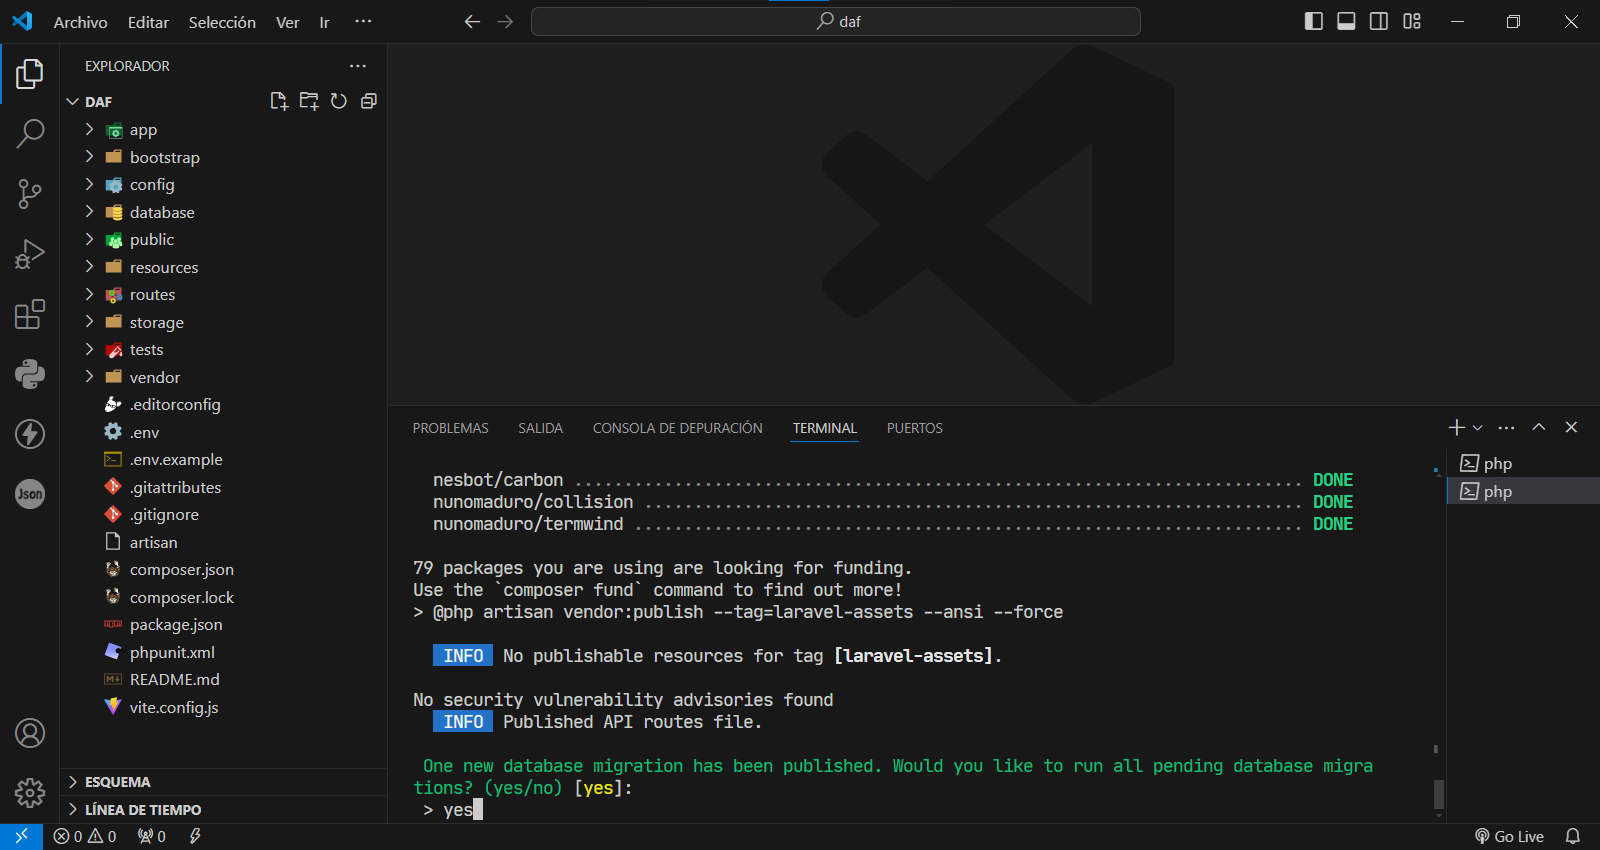 Archivo Editar Selección Ver Ir ···
daf
EXPLORADOR
DAF
app
bootstrap
config
database
public
resources
routes
storage
tests
vendor
.editorconfig
.env
.env.example
.gitattributes
.gitignore
artisan
composer.json
composer.lock
package.json
phpunit.xml
README.md
vite.config.js
ESQUEMA
LÍNEA DE TIEMPO
Json
PROBLEMAS SALIDA CONSOLA DE DEPURACIÓN TERMINAL PUERTOS
nesbot/carbon ......................................................................... DONE
nunomaduro/collision .................................................................. DONE
nunomaduro/termwind ................................................................... DONE
79 packages you are using are looking for funding.
Use the `composer fund` command to find out more!
> @php artisan vendor:publish --tag=laravel-assets --ansi --force
INFO No publishable resources for tag [laravel-assets].
No security vulnerability advisories found
INFO Published API routes file.
One new database migration has been published. Would you like to run all pending database migra
tions? (yes/no) [yes]:
> yes
php
php
0 0 0
Go Live